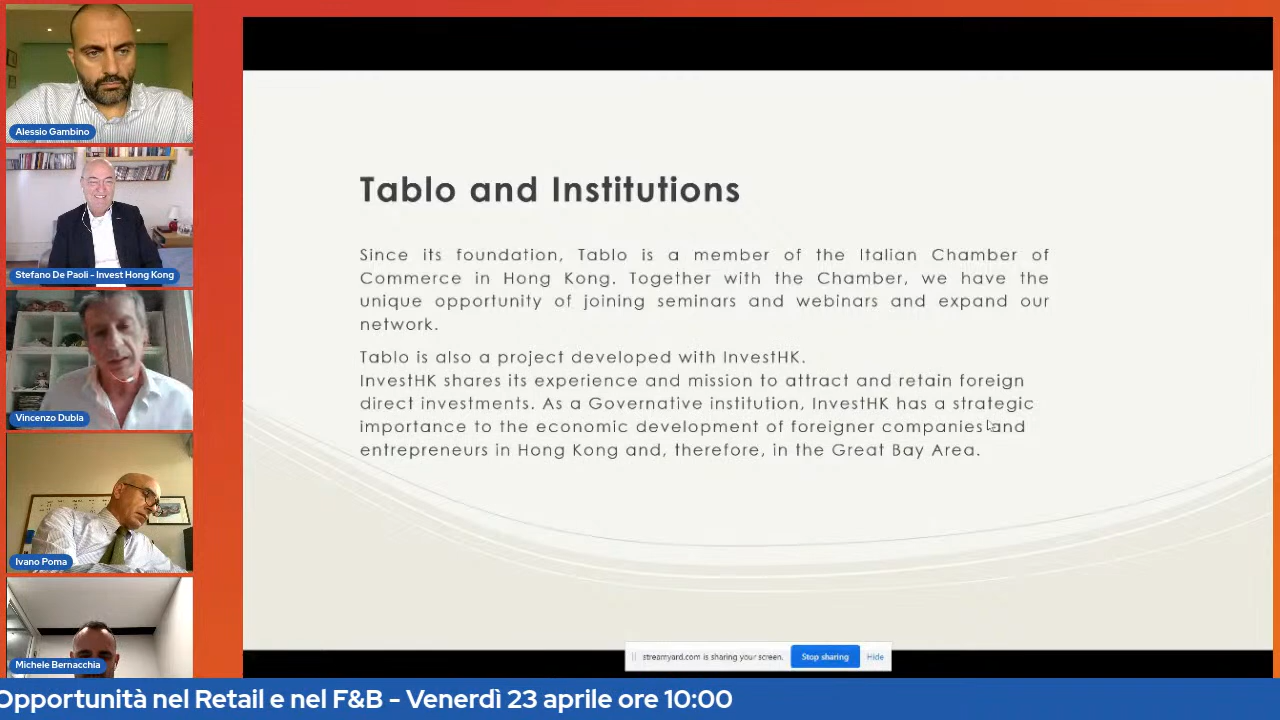 Alessio Gambino
Stefano De Paoli - Invest Hong Kong
Vincenzo Dubla
Ivano Poma
Michele Bernacchia
Tablo and Institutions
Since its foundation, Tablo is a member of the Italian Chamber of
Commerce in Hong Kong. Together with the Chamber, we have the
unique opportunity of joining seminars and webinars and expand our
network.
Tablo is also a project developed with InvestHK.
InvestHK shares its experience and mission to attract and retain foreign
direct investments. As a Governative institution, InvestHK has a strategic
importance to the economic development of foreigner companies and
entrepreneurs in Hong Kong and, therefore, in the Great Bay Area.
streamyard.com is sharing your screen.
Stop sharing
Hide
Opportunità nel Retail e nel F&B - Venerdì 23 aprile ore 10:00